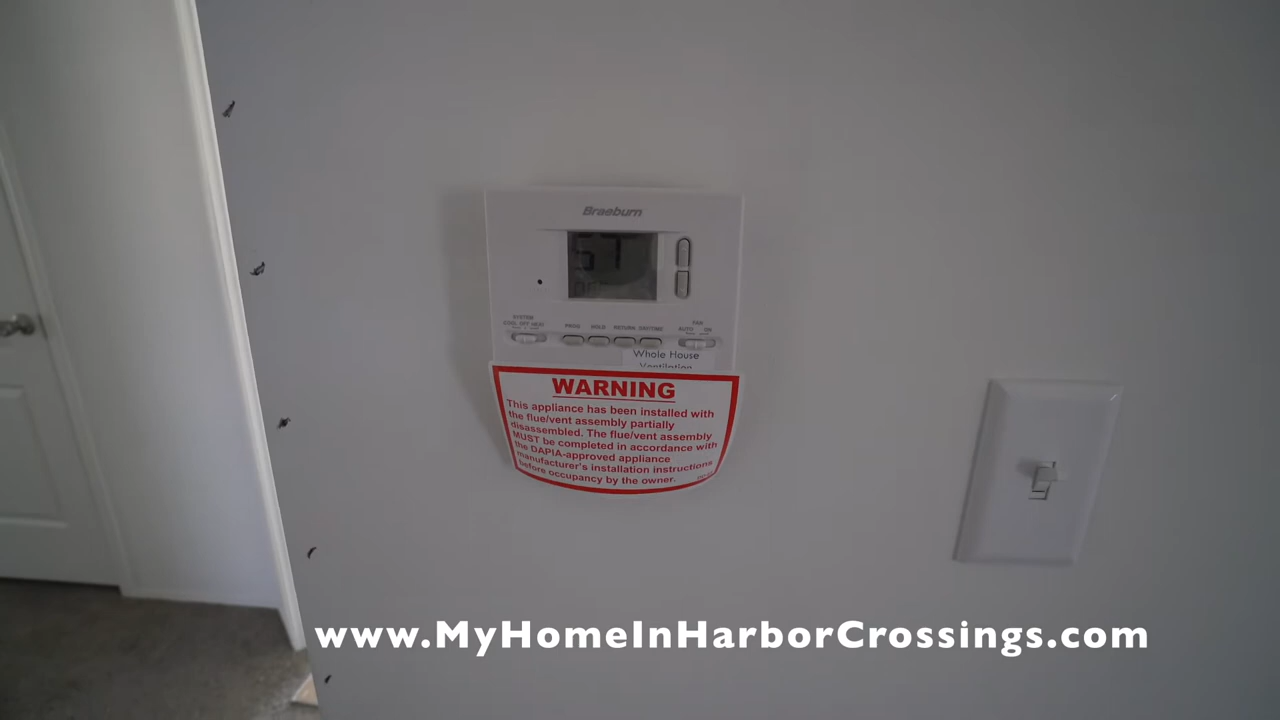 Braeburn
SYSTEM
COOL OFF HEAT
PROG HOLD RETURN DAY/TIME
FAN
AUTO ON
Whole House
Ventilating
WARNING
This appliance has been installed with
the flue/vent assembly partially
disassembled. The flue/vent assembly
MUST be completed in accordance with
the DAPIA-approved appliance
manufacturer's installation instructions
before occupancy by the owner.
www.MyHomeInHarborCrossings.com